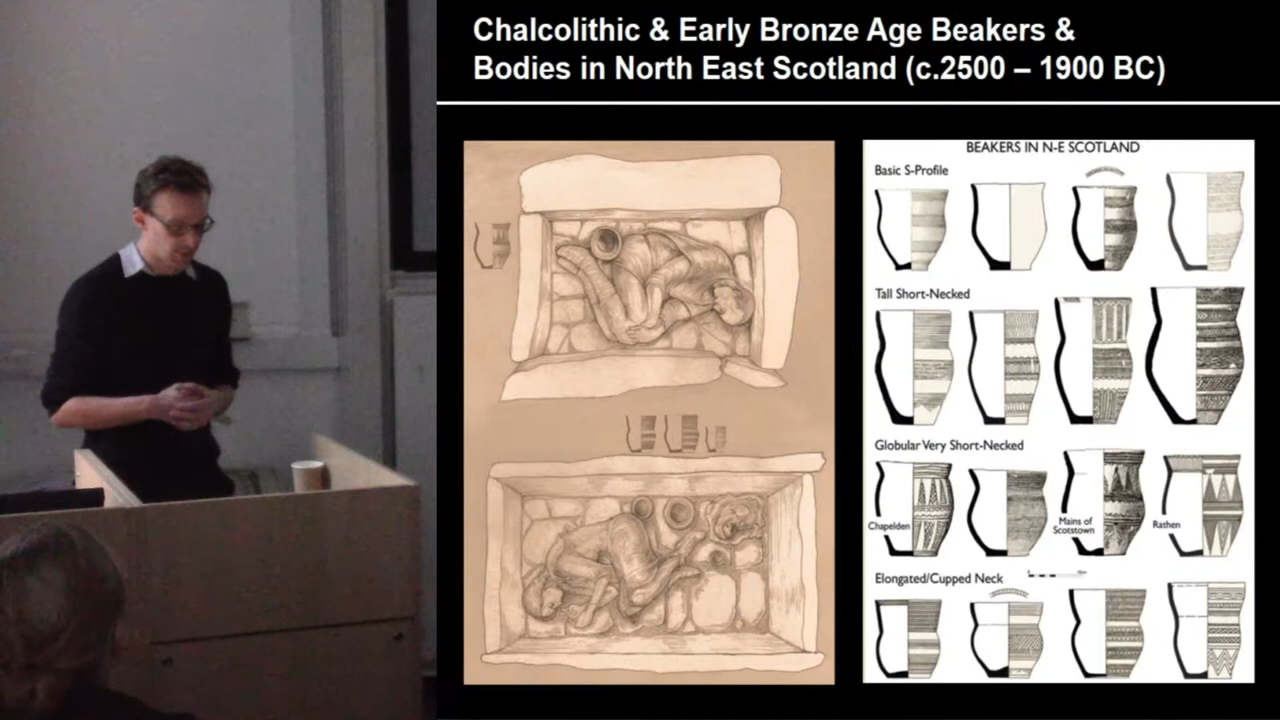 Chalcolithic & Early Bronze Age Beakers &
Bodies in North East Scotland (c.2500 – 1900 BC)
BEAKERS IN N-E SCOTLAND
Basic S-Profile
Tall Short-Necked
Globular Very Short-Necked
Chapelden
Mains of
Scotstown
Rathen
Elongated/Cupped Neck